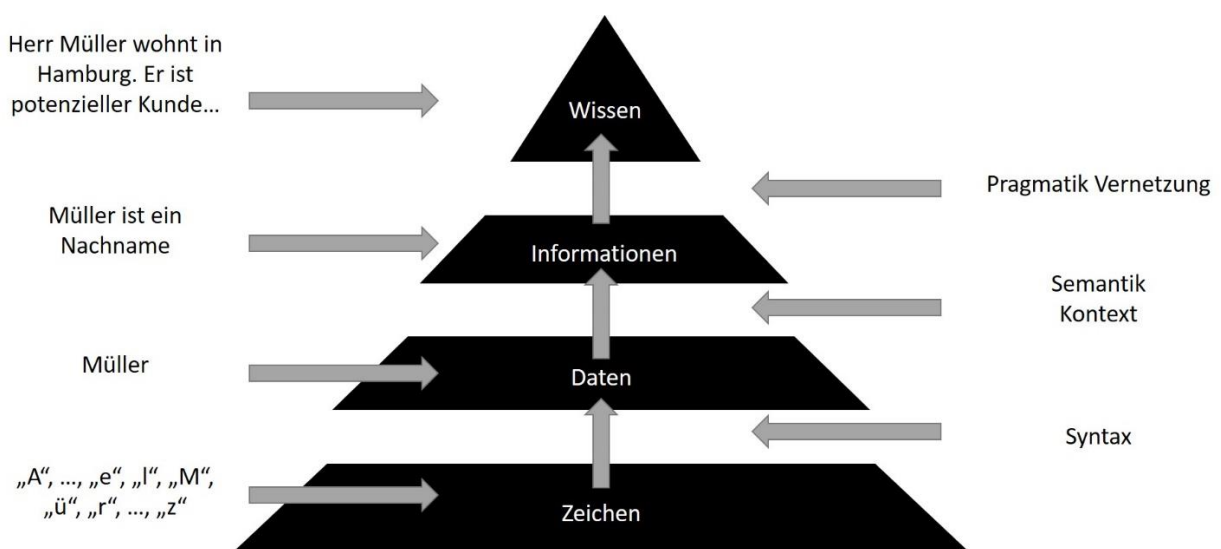 Herr Müller wohnt in
Hamburg. Er ist
potenzieller Kunde...
Wissen
Pragmatik Vernetzung
Müller ist ein
Nachname
Informationen
Semantik
Kontext
Müller
Daten
Syntax
„A“, ..., „e“, „l“, „M“,
„ü“, „r“, ..., „z“
Zeichen